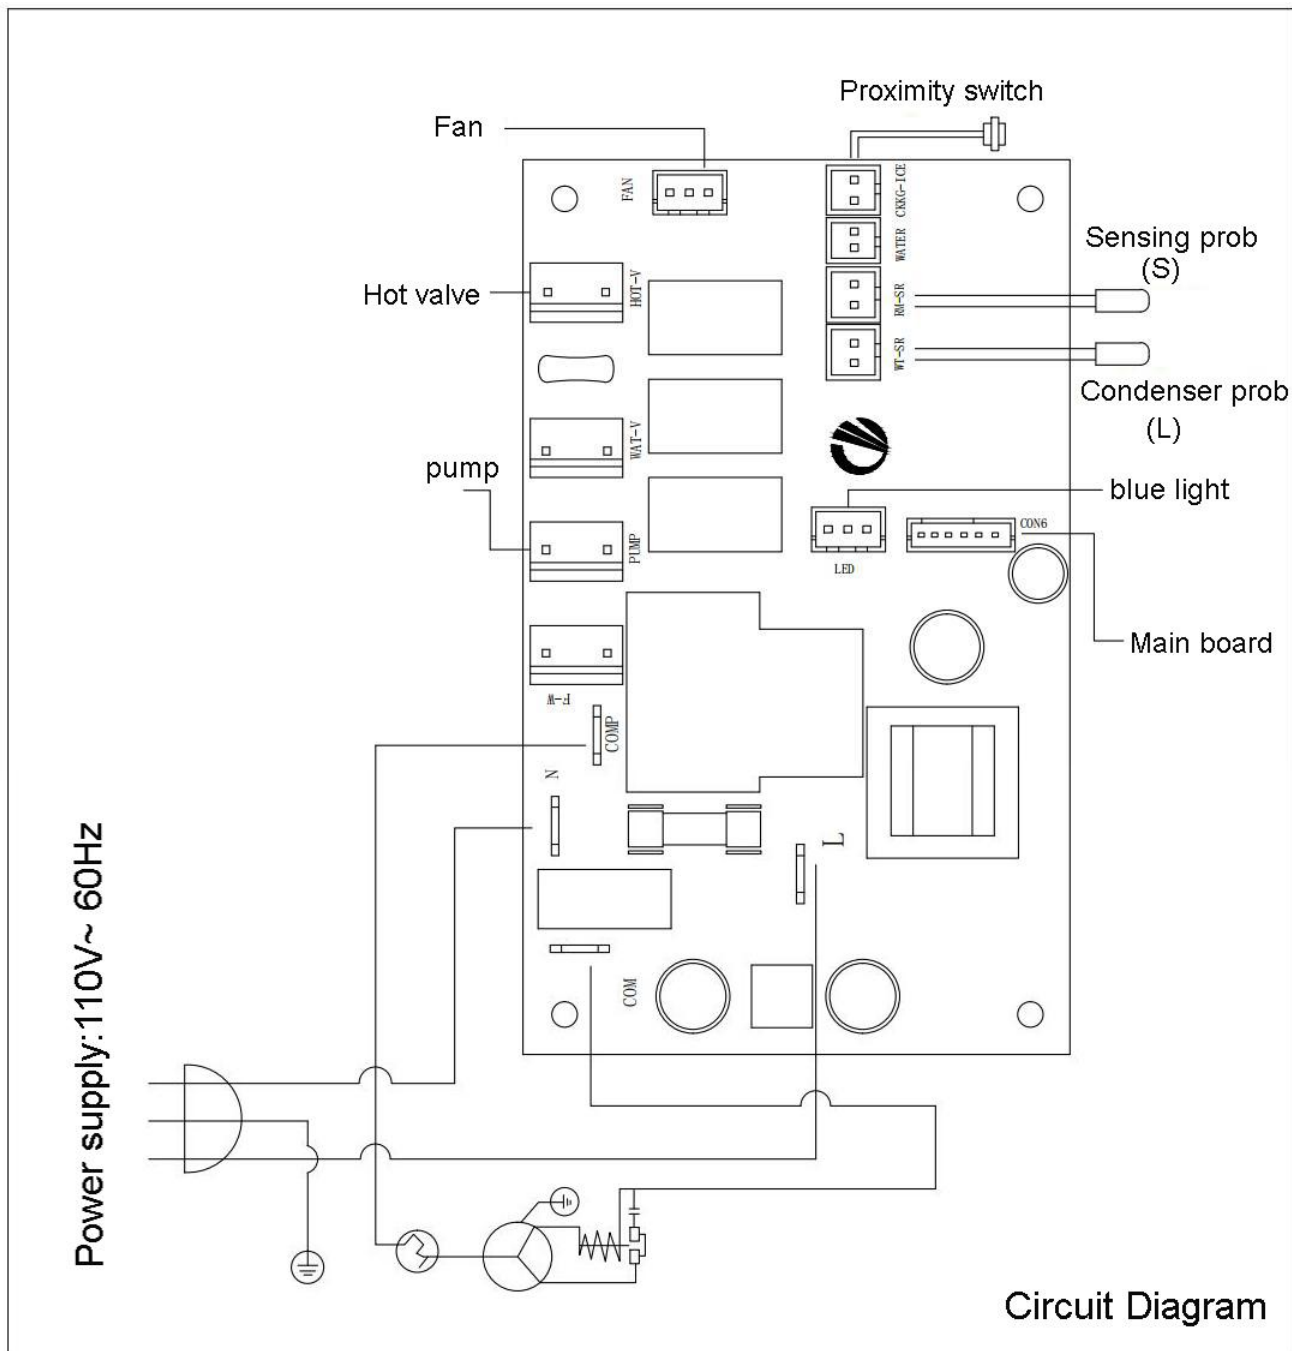 Proximity switch
Fan
FAN
CKKG-ICE
WATER
Sensing prob
(S)
Hot valve
HOT-V
RM-SR
WT-SR
Condenser prob
(L)
WAT-V
pump
blue light
CON6
PUMP
LED
Main board
F-W
COMP
N
L
COM
Power supply:110V~ 60Hz
Circuit Diagram